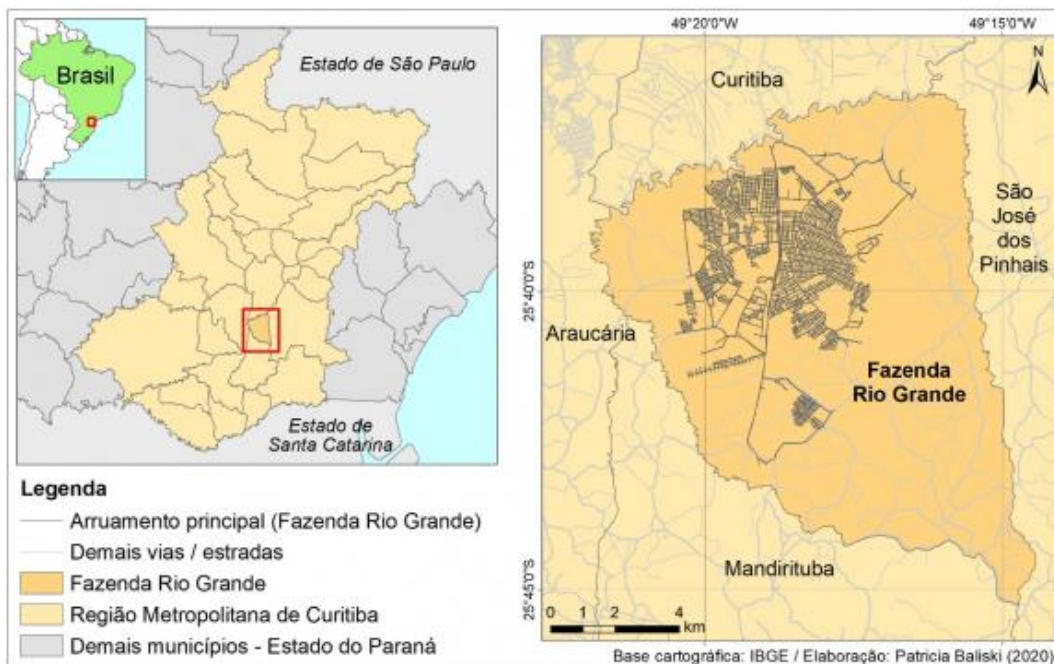 Brasil
Estado de São Paulo
Estado de
Santa Catarina
Legenda
Arruamento principal (Fazenda Rio Grande)
Demais vias / estradas
Fazenda Rio Grande
Região Metropolitana de Curitiba
Demais municípios - Estado do Paraná
49°20'0"W
49°15'0"W
N
Curitiba
São
José
dos
Pinhais
25°40'0"S
Araucária
Fazenda
Rio Grande
Mandirituba
25°45'0"S
0 1 2 4
km
Base cartográfica: IBGE / Elaboração: Patricia Baliski (2020)